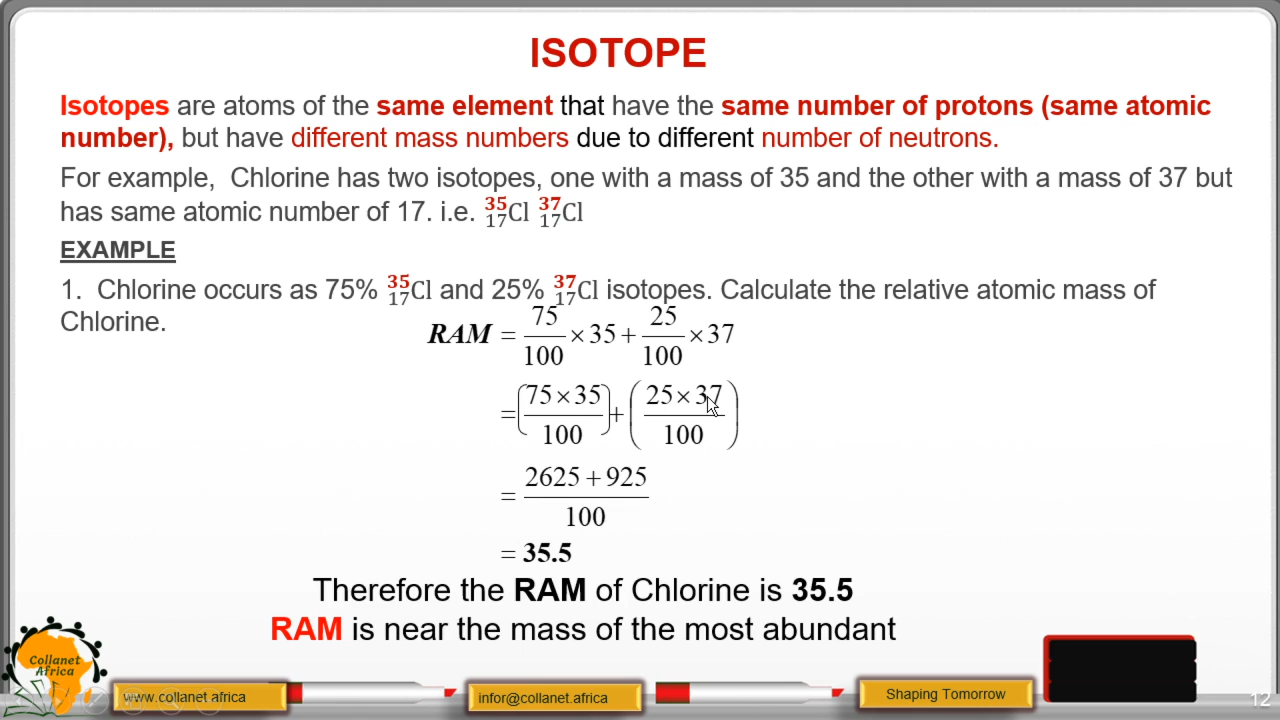 ISOTOPE
Isotopes are atoms of the same element that have the same number of protons (same atomic
number), but have different mass numbers due to different number of neutrons.
For example, Chlorine has two isotopes, one with a mass of 35 and the other with a mass of 37 but
has same atomic number of 17. i.e. ³⁵₁₇Cl ³⁷₁₇Cl
EXAMPLE
1. Chlorine occurs as 75% ³⁵₁₇Cl and 25% ³⁷₁₇Cl isotopes. Calculate the relative atomic mass of
Chlorine.
RAM = 75/100 × 35 + 25/100 × 37
= (75 × 35 / 100) + (25 × 37 / 100)
= 2625 + 925 / 100
= 35.5
Therefore the RAM of Chlorine is 35.5
RAM is near the mass of the most abundant
Collanet
Africa
www.collanet africa
infor@collanet.africa
Shaping Tomorrow
12